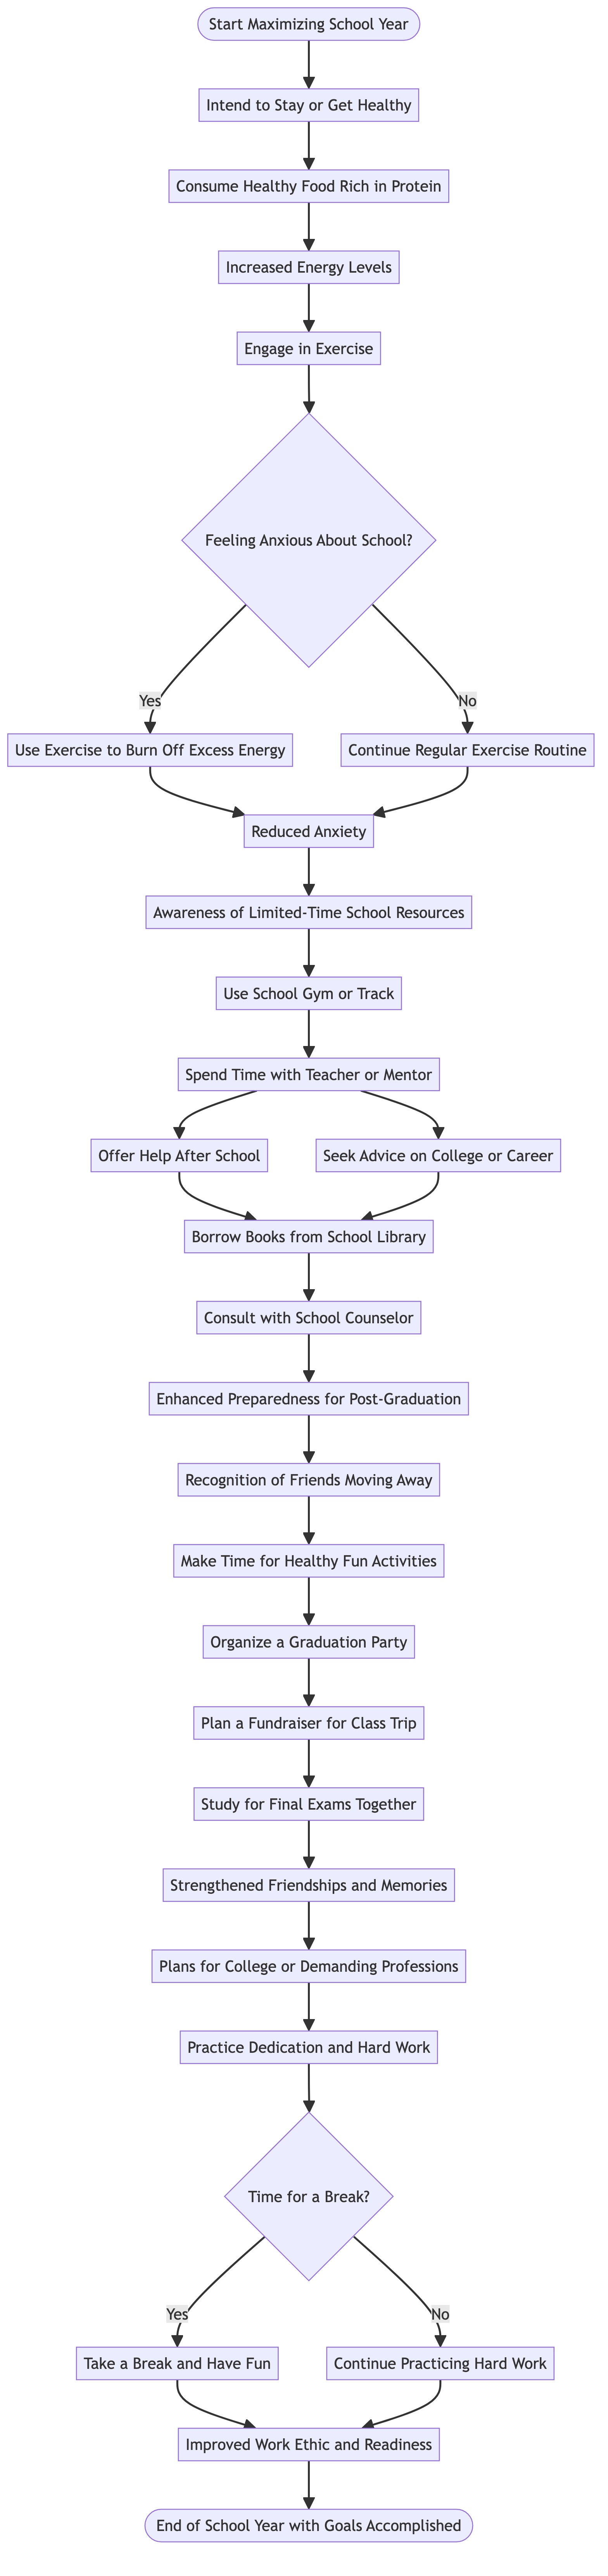 Start Maximizing School Year
Intend to Stay or Get Healthy
Consume Healthy Food Rich in Protein
Increased Energy Levels
Engage in Exercise
Feeling Anxious About School?
Yes
No
Use Exercise to Burn Off Excess Energy
Continue Regular Exercise Routine
Reduced Anxiety
Awareness of Limited-Time School Resources
Use School Gym or Track
Spend Time with Teacher or Mentor
Offer Help After School
Seek Advice on College or Career
Borrow Books from School Library
Consult with School Counselor
Enhanced Preparedness for Post-Graduation
Recognition of Friends Moving Away
Make Time for Healthy Fun Activities
Organize a Graduation Party
Plan a Fundraiser for Class Trip
Study for Final Exams Together
Strengthened Friendships and Memories
Plans for College or Demanding Professions
Practice Dedication and Hard Work
Time for a Break?
Yes
No
Take a Break and Have Fun
Continue Practicing Hard Work
Improved Work Ethic and Readiness
End of School Year with Goals Accomplished